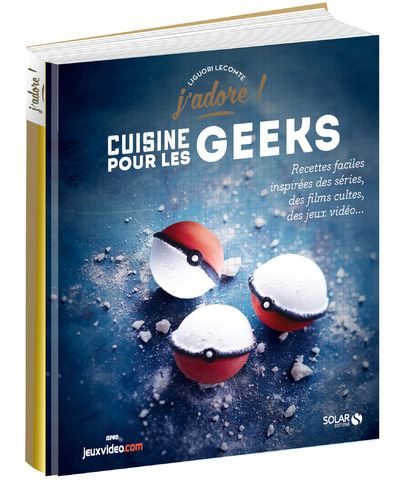 LIGUORI LECOMTE
j'adore !
CUISINE
POUR LES GEEKS
Recettes faciles
inspirées des séries,
des films cultes,
des jeux vidéo...
j'adore !
avec
jeuxvideo.com
SOLAR
EDITIONS
S